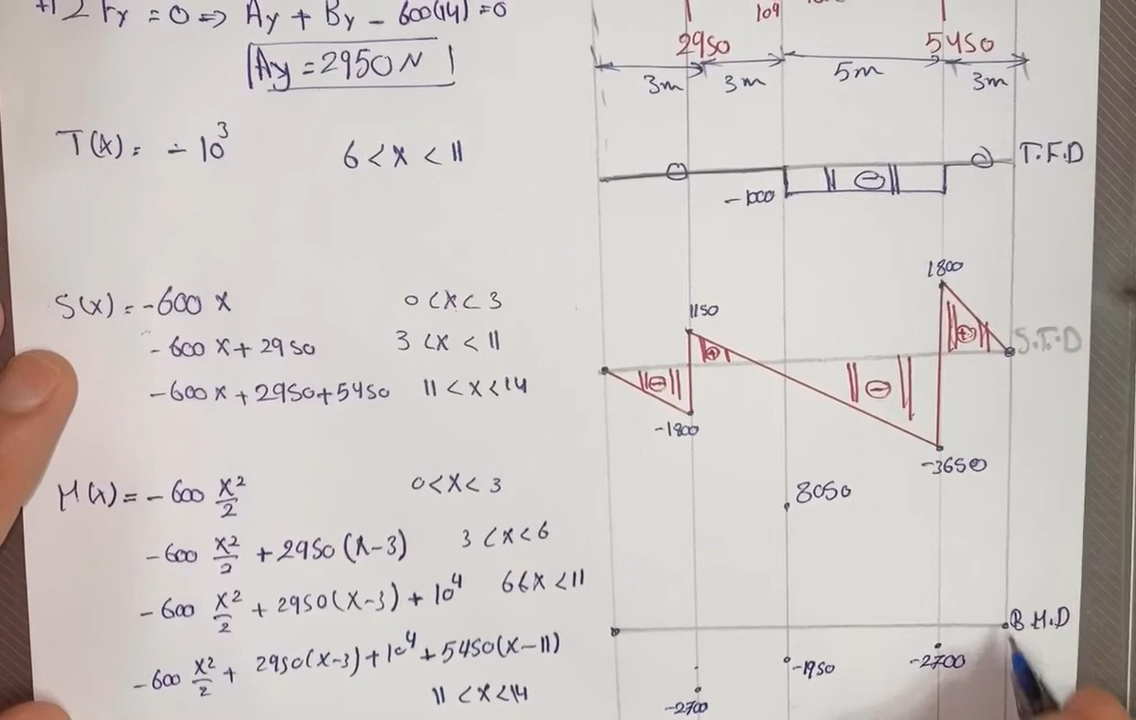 +↑ Σ Fy = 0 => Ay + By - 600(14) = 0
Ay = 2950 N
T(x) = - 10³ 6 < x < 11
S(x) = -600 x 0 < x < 3
-600 x + 2950 3 < x < 11
-600 x + 2950 + 5450 11 < x < 14
M(x) = -600 x²/2 0 < x < 3
-600 x²/2 + 2950 (x-3) 3 < x < 6
-600 x²/2 + 2950 (x-3) + 10⁴ 6 < x < 11
-600 x²/2 + 2950 (x-3) + 10⁴ + 5450 (x-11)
11 < x < 14
2950 5450
3m 3m 5m 3m
T.F.D
-1000 ⊖
1800
1150
⊖ ⊕ ⊖ ⊕ S.F.D
-1800
-3650
8050
B.M.D
-1950 -2700
-2700